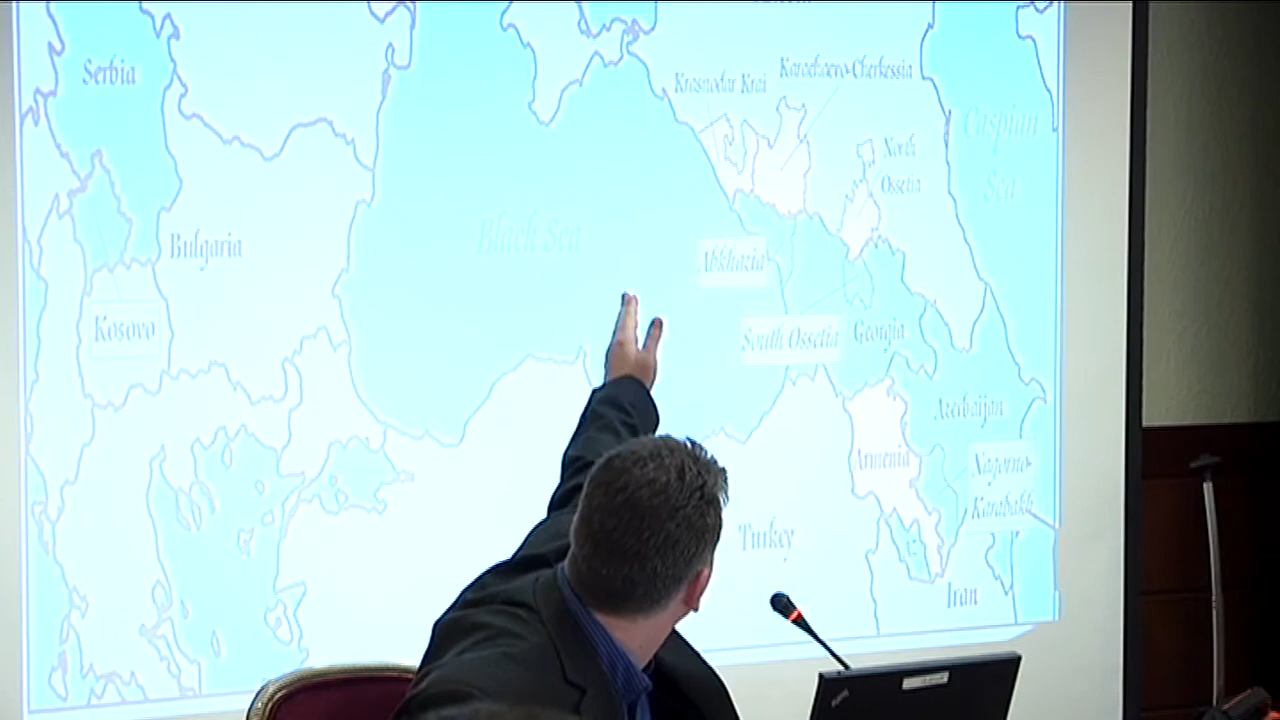 Serbia
Krasnodar Krai
Karachaevo-Cherkessia
Caspian
Sea
North
Ossetia
Black Sea
Bulgaria
Abkhazia
Kosovo
South Ossetia
Georgia
Azerbaijan
Armenia
Nagorno-
Karabakh
Turkey
Iran